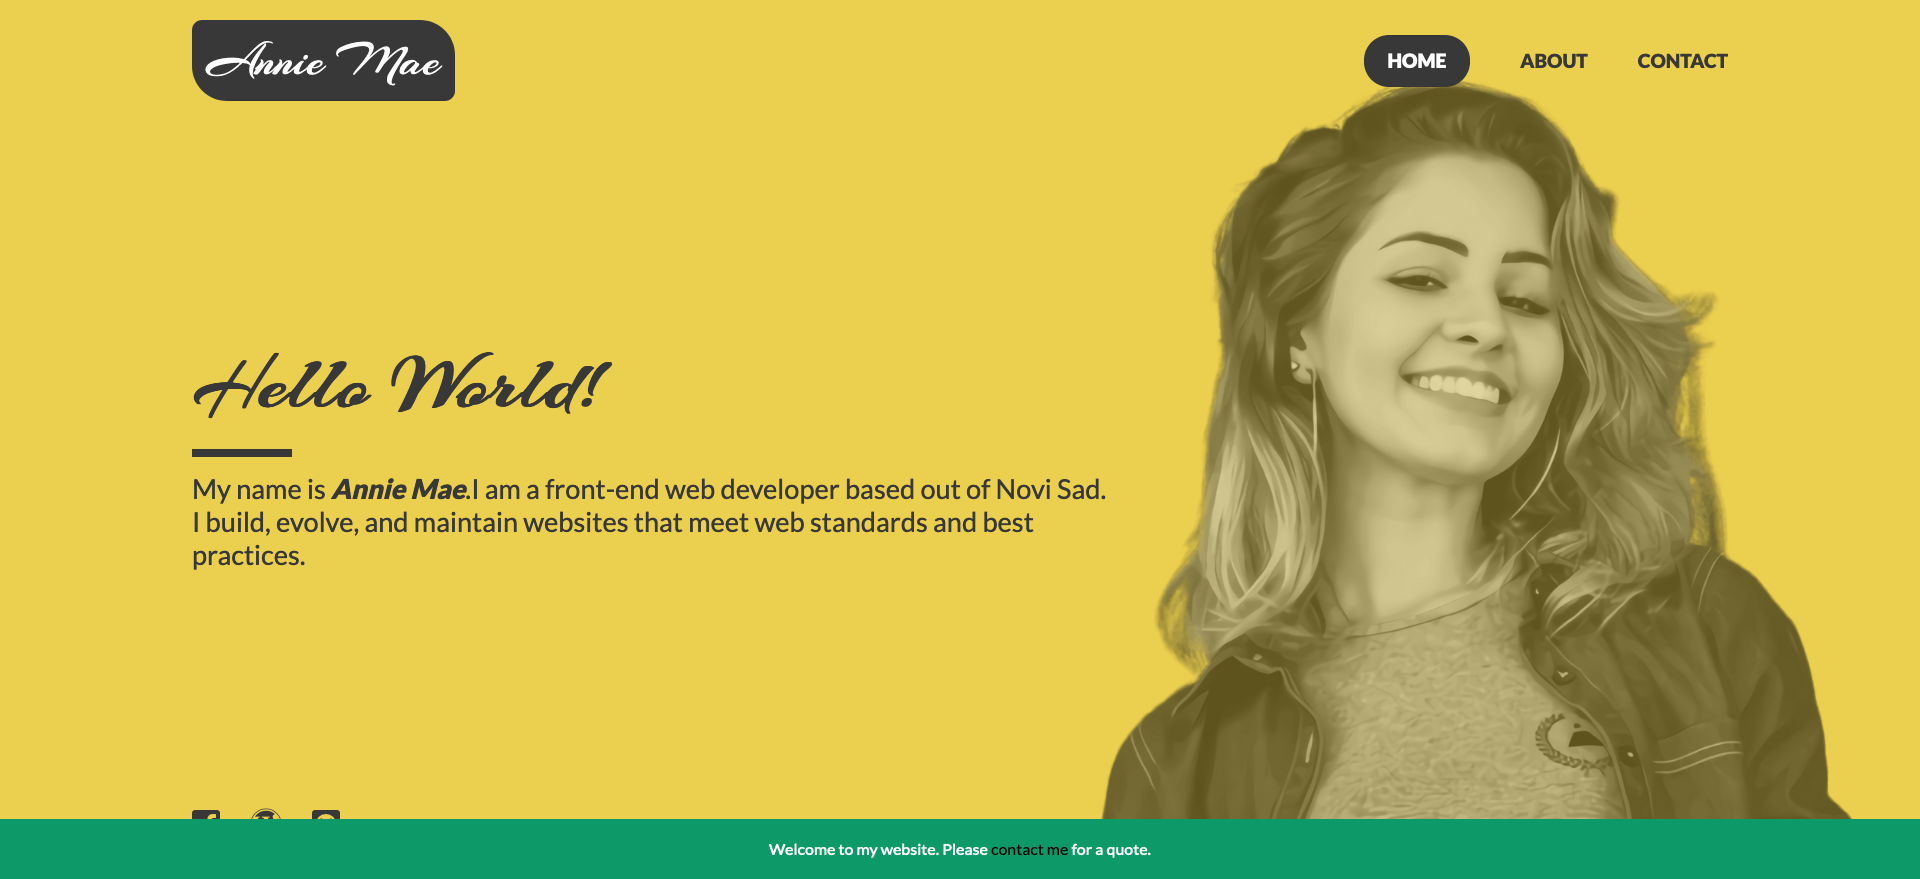 Annie Mae
HOME ABOUT CONTACT
Hello World!
My name is Annie Mae.I am a front-end web developer based out of Novi Sad.
I build, evolve, and maintain websites that meet web standards and best
practices.
Welcome to my website. Please contact me for a quote.